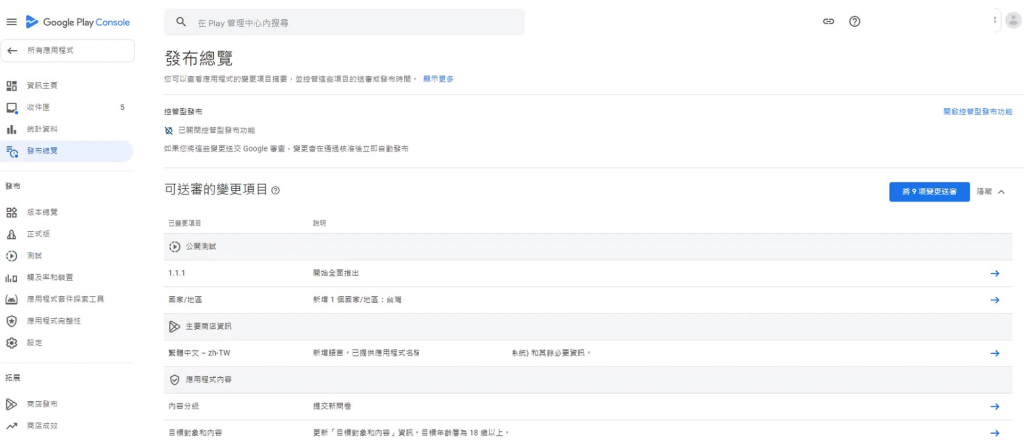 Google Play Console
在 Play 管理中心內搜尋
所有應用程式
資訊主頁
收件匣 5
統計資料
發布總覽
發布
版本總覽
正式版
測試
觸及率和裝置
應用程式套件探索工具
應用程式完整性
設定
拓展
商店發布
商店成效
發布總覽
您可以查看應用程式的變更項目摘要，並控管這些項目的送審或發布時間。 顯示更多
控管型發布 開啟控管型發布功能
已關閉控管型發布功能
如果您將這些變更送交 Google 審查，變更會在通過核准後立即自動發布
可送審的變更項目 將 9 項變更送審 隱藏
已變更項目 說明
公開測試
1.1.1 開始全面推出
國家/地區 新增 1 個國家/地區：台灣
主要商店資訊
繁體中文 – zh-TW 新增語言，已提供應用程式名稱 系統) 和其餘必要資訊。
應用程式內容
內容分級 提交新問卷
目標對象和內容 更新「目標對象和內容」資訊，目標年齡層為 18 歲以上。